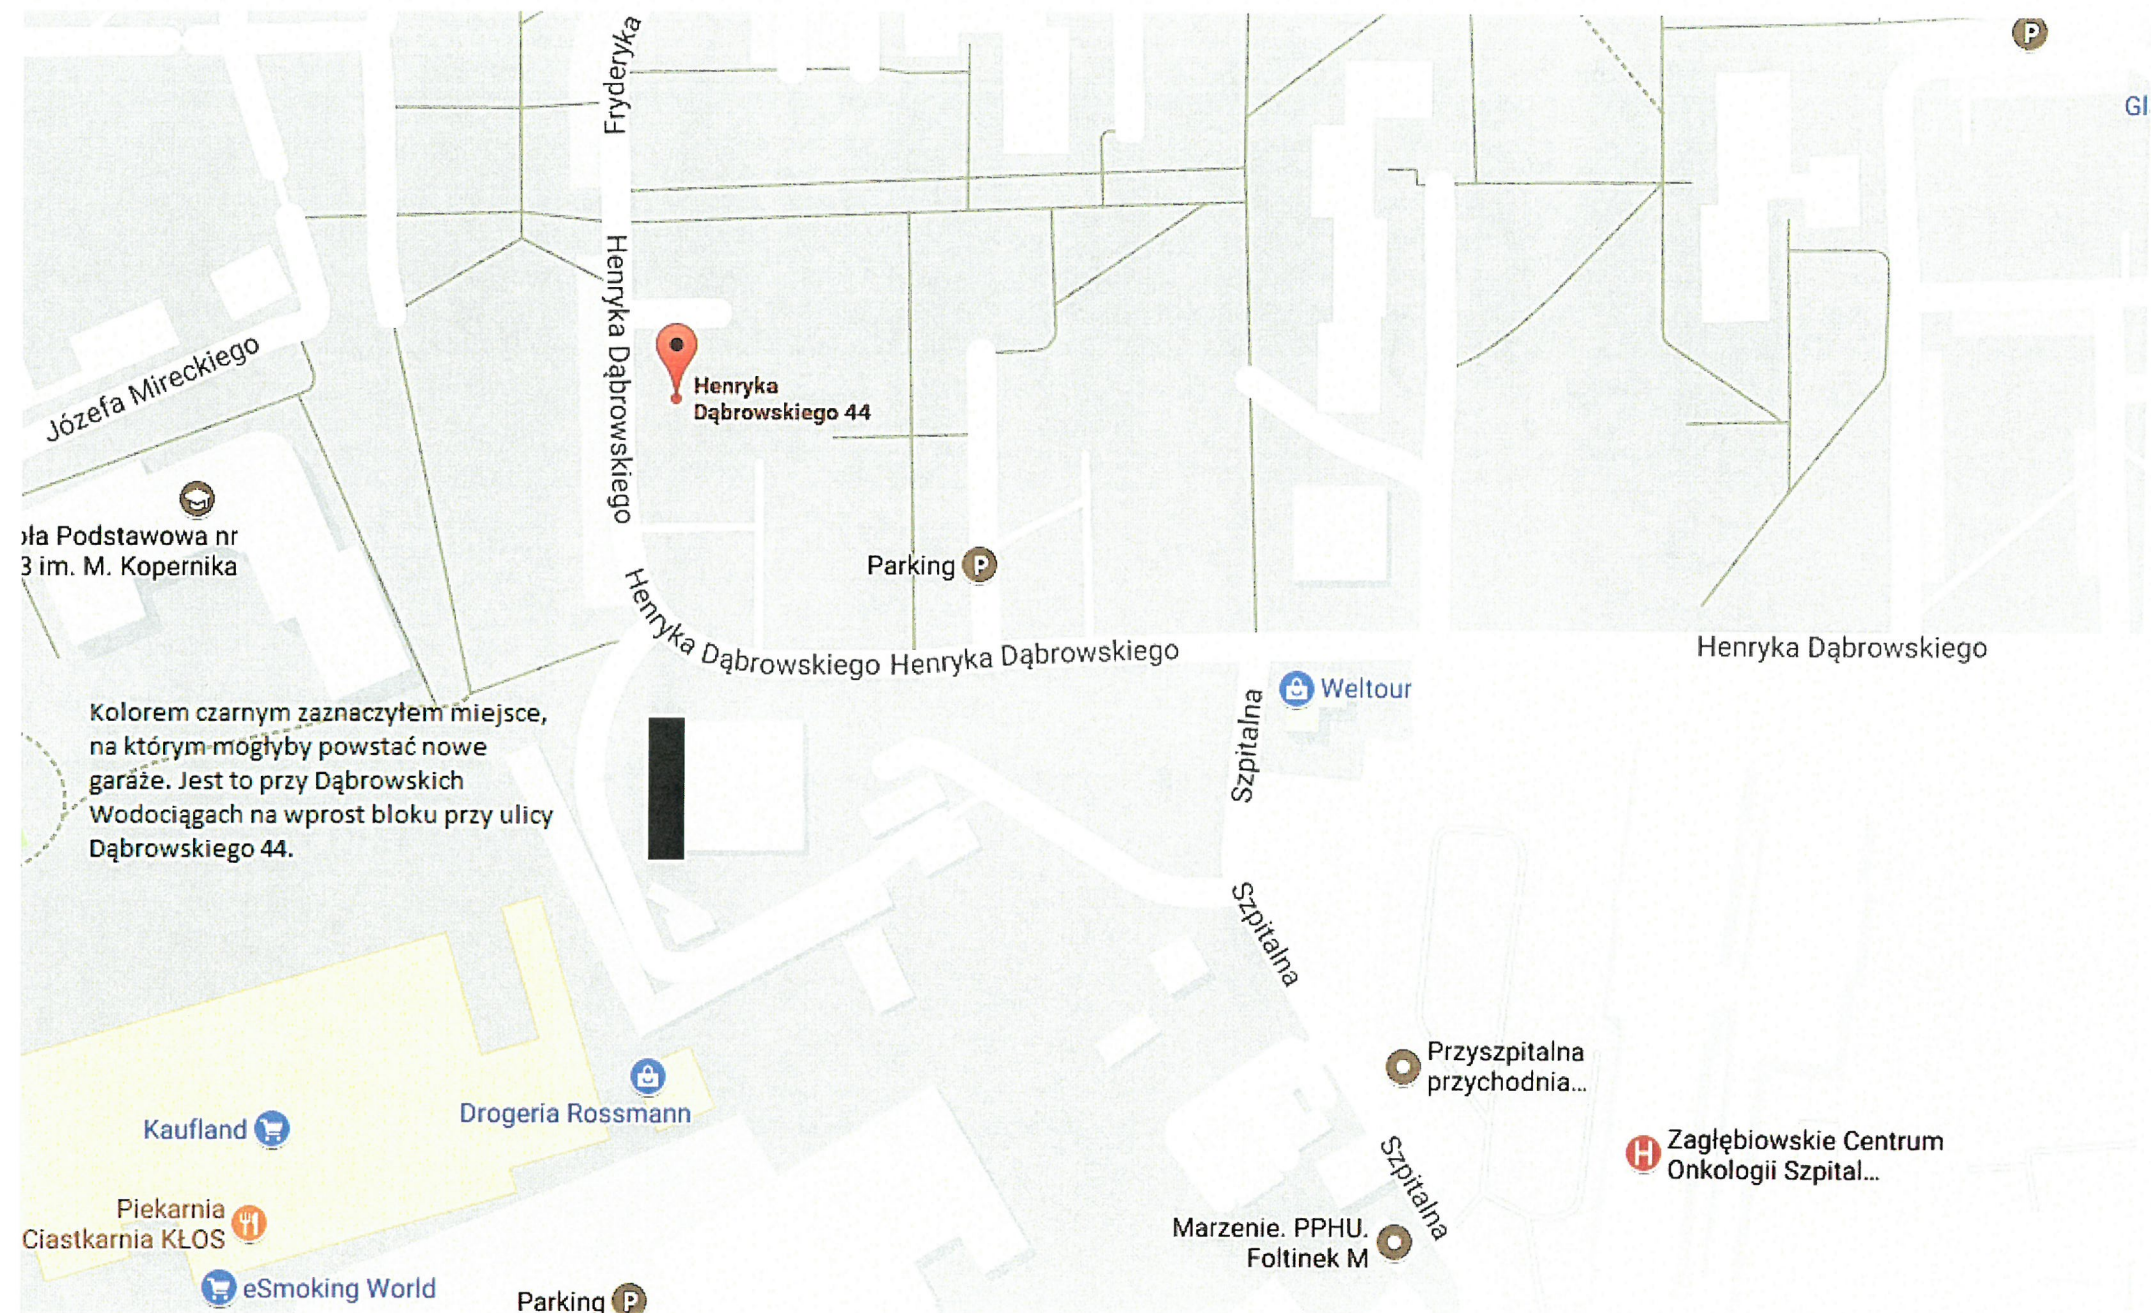 Fryderyka
Gl
Henryka Dąbrowskiego
Józefa Mireckiego
Henryka
Dąbrowskiego 44
oła Podstawowa nr
3 im. M. Kopernika
Parking
Henryka Dąbrowskiego
Henryka Dąbrowskiego
Henryka Dąbrowskiego
Weltour
Szpitalna
Kolorem czarnym zaznaczyłem miejsce,
na którym mogłyby powstać nowe
garaże. Jest to przy Dąbrowskich
Wodociągach na wprost bloku przy ulicy
Dąbrowskiego 44.
Szpitalna
Przyszpitalna
przychodnia...
Drogeria Rossmann
Kaufland
Zagłębiowskie Centrum
Onkologii Szpital...
Szpitalna
Piekarnia
Ciastkarnia KŁOS
Marzenie. PPHU.
Foltinek M
eSmoking World
Parking